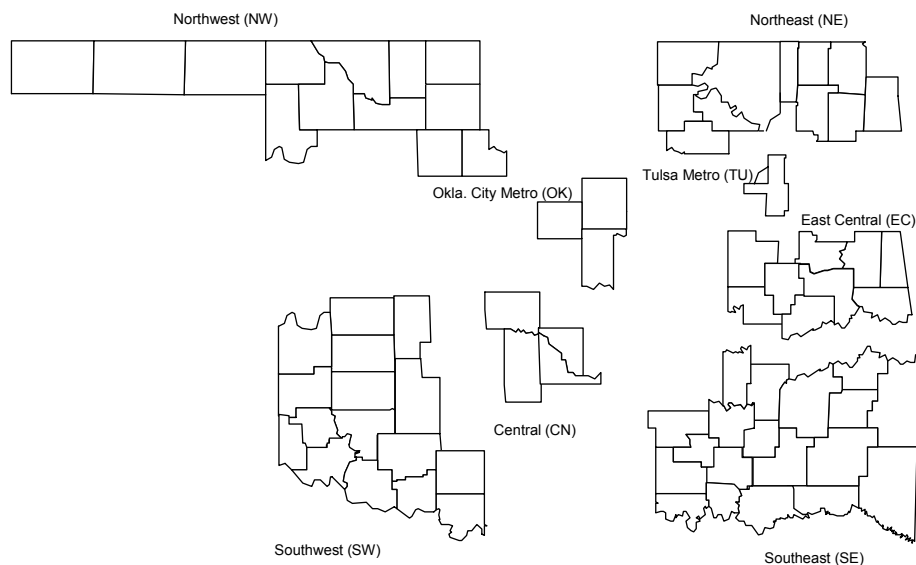 Northwest (NW)
Northeast (NE)
Tulsa Metro (TU)
Okla. City Metro (OK)
East Central (EC)
Central (CN)
Southwest (SW)
Southeast (SE)